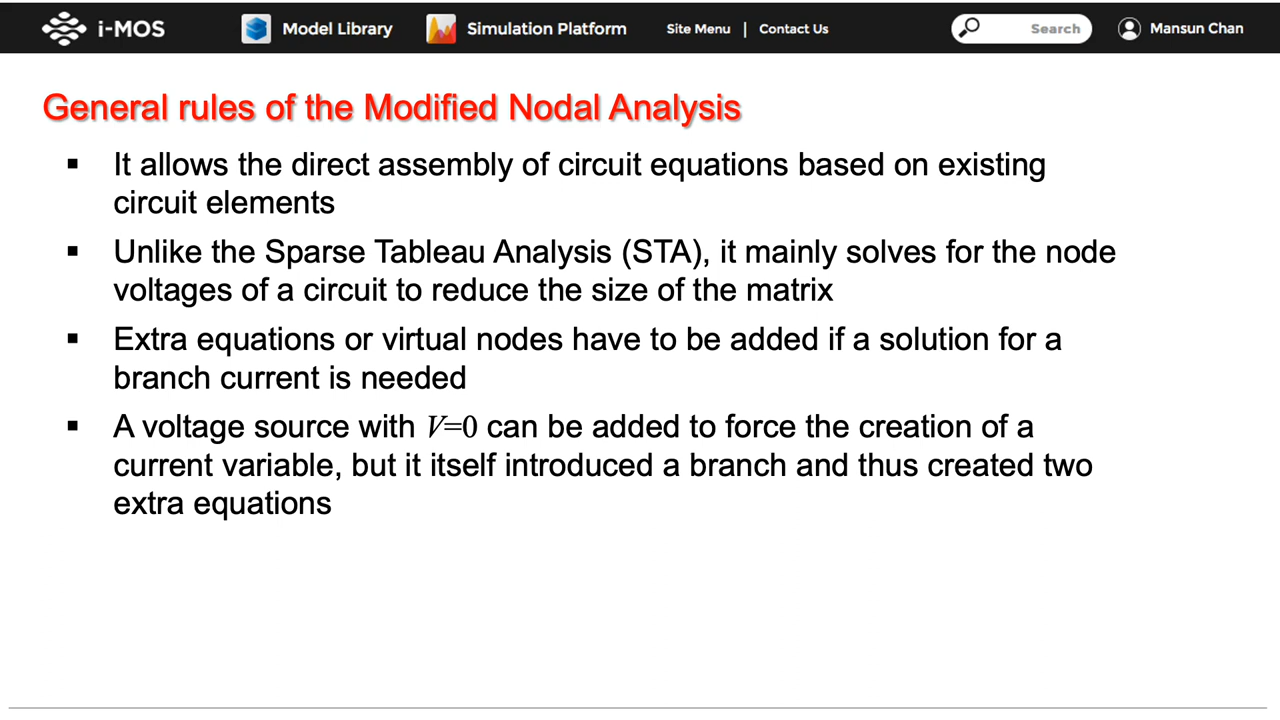 i-MOS Model Library Simulation Platform Site Menu | Contact Us Search Mansun Chan
General rules of the Modified Nodal Analysis
▪ It allows the direct assembly of circuit equations based on existing
circuit elements
▪ Unlike the Sparse Tableau Analysis (STA), it mainly solves for the node
voltages of a circuit to reduce the size of the matrix
▪ Extra equations or virtual nodes have to be added if a solution for a
branch current is needed
▪ A voltage source with V=0 can be added to force the creation of a
current variable, but it itself introduced a branch and thus created two
extra equations